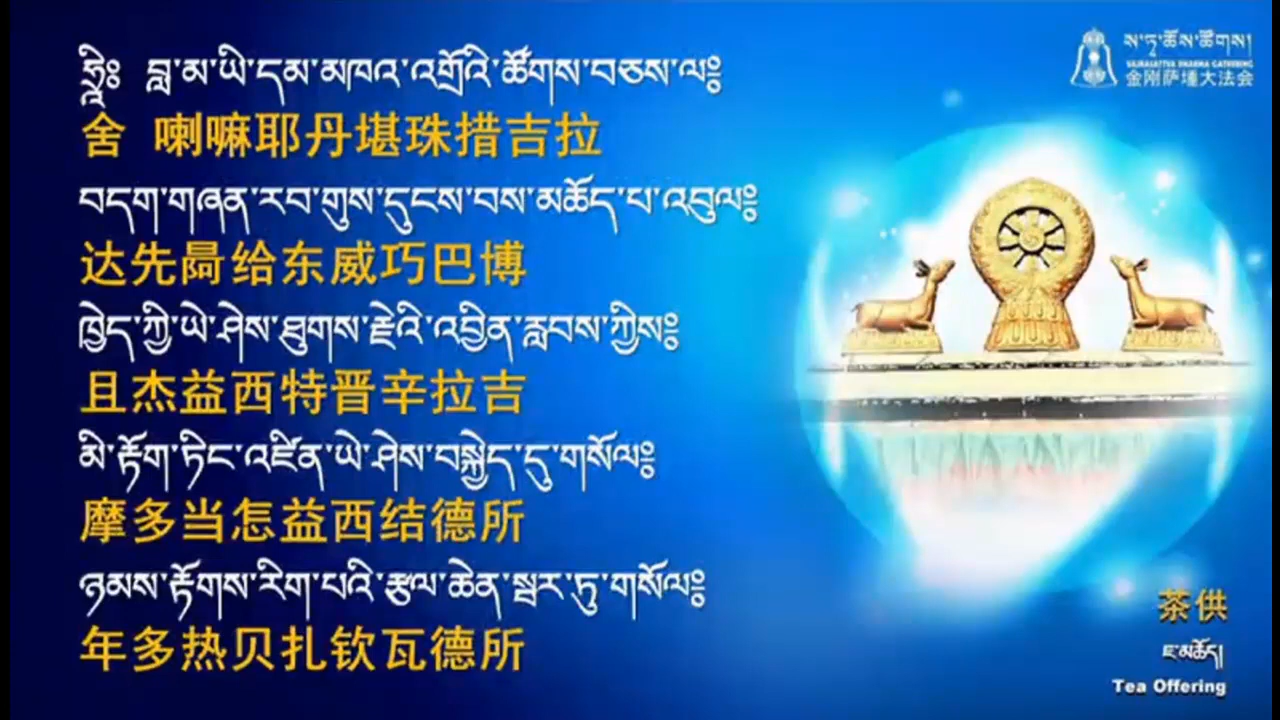 ཧྲཱིཿ བླ་མ་ཡི་དམ་མཁའ་འགྲོའི་ཚོགས་བཅས་ལ༔
舍 喇嘛耶丹堪珠措吉拉
བདག་གཞན་རབ་གུས་དུངས་བས་མཆོད་པ་འབུལ༔
达先咼给东威巧巴博
ཁྱེད་ཀྱི་ཡེ་ཤེས་ཐུགས་རྗེའི་འབྱིན་རླབས་ཀྱིས༔
且杰益西特晋辛拉吉
མི་རྟོག་ཏིང་འཛིན་ཡེ་ཤེས་བསྐྱེད་དུ་གསོལ༔
摩多当怎益西结德所
ཉམས་རྟོགས་རིག་པའི་རྩལ་ཆེན་སྦར་ཏུ་གསོལ༔
年多热贝扎钦瓦德所
ས་ཏྭ་ཆོས་ཚོགས།
VAJRASATTVA DHARMA GATHERING
金刚萨埵大法会
茶供
ཇ་མཆོད།
Tea Offering